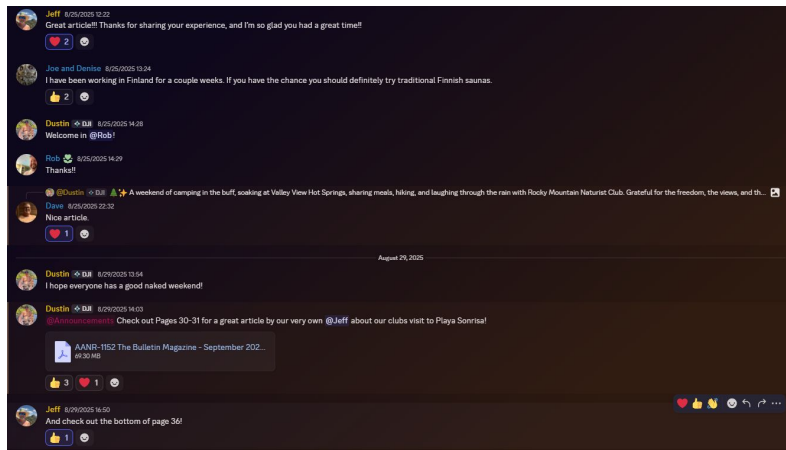 Jeff 8/25/2025 12:22
Great article!!! Thanks for sharing your experience, and I'm so glad you had a great time!!
2
Joe and Denise 8/25/2025 13:24
I have been working in Finland for a couple weeks. If you have the chance you should definitely try traditional Finnish saunas.
2
Dustin DJI 8/25/2025 14:28
Welcome in @Rob!
Rob 8/25/2025 14:29
Thanks!!
@Dustin DJI A weekend of camping in the buff, soaking at Valley View Hot Springs, sharing meals, hiking, and laughing through the rain with Rocky Mountain Naturist Club. Grateful for the freedom, the views, and th...
Dave 8/25/2025 22:32
Nice article.
1
August 29, 2025
Dustin DJI 8/29/2025 13:54
I hope everyone has a good naked weekend!
Dustin DJI 8/29/2025 14:03
@Announcements Check out Pages 30-31 for a great article by our very own @Jeff about our clubs visit to Playa Sonrisa!
AANR-1152 The Bulletin Magazine - September 202...
69.30 MB
3 1
Jeff 8/29/2025 16:50
And check out the bottom of page 36!
1